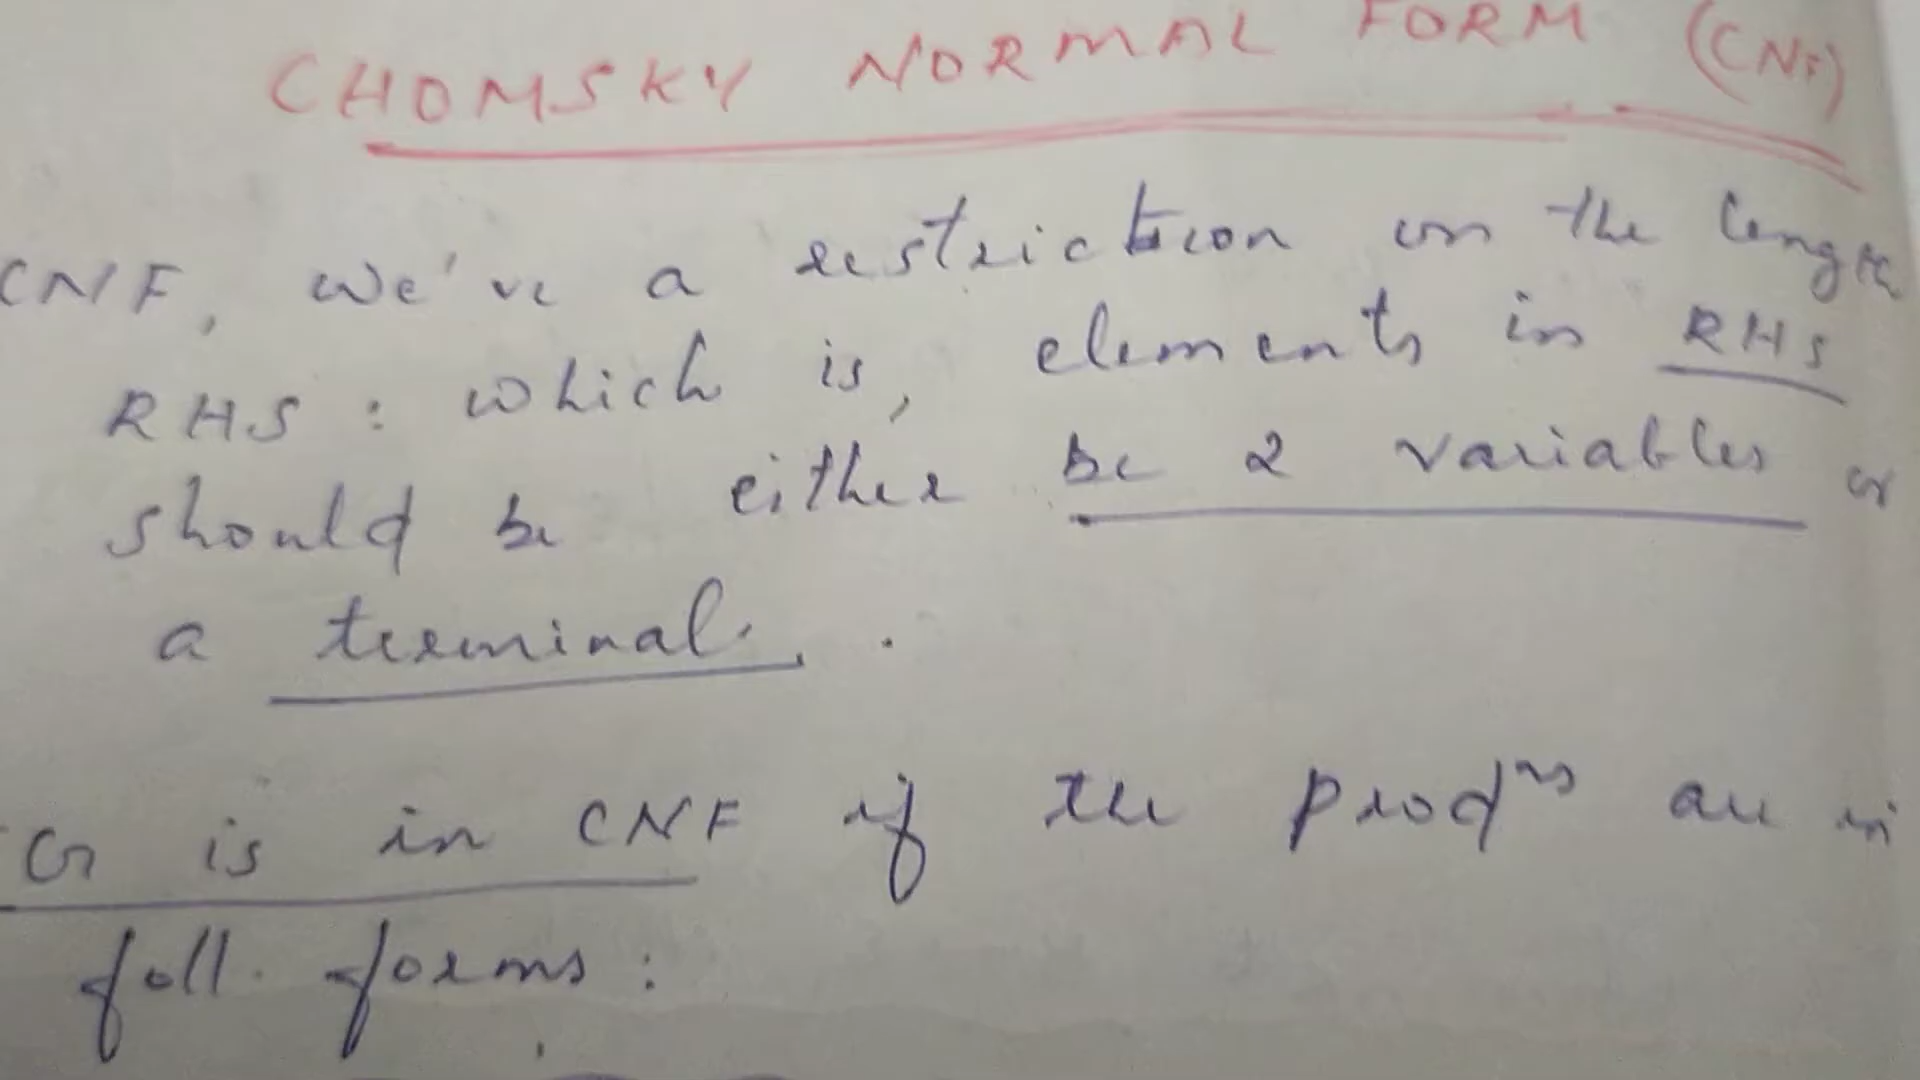 CHOMSKY NORMAL FORM (CNF)
CNF, we've a restriction on the length
RHS : which is, elements in RHS
should be either be 2 variables or
a terminal.
G is in CNF if the prodns are in
foll. forms: